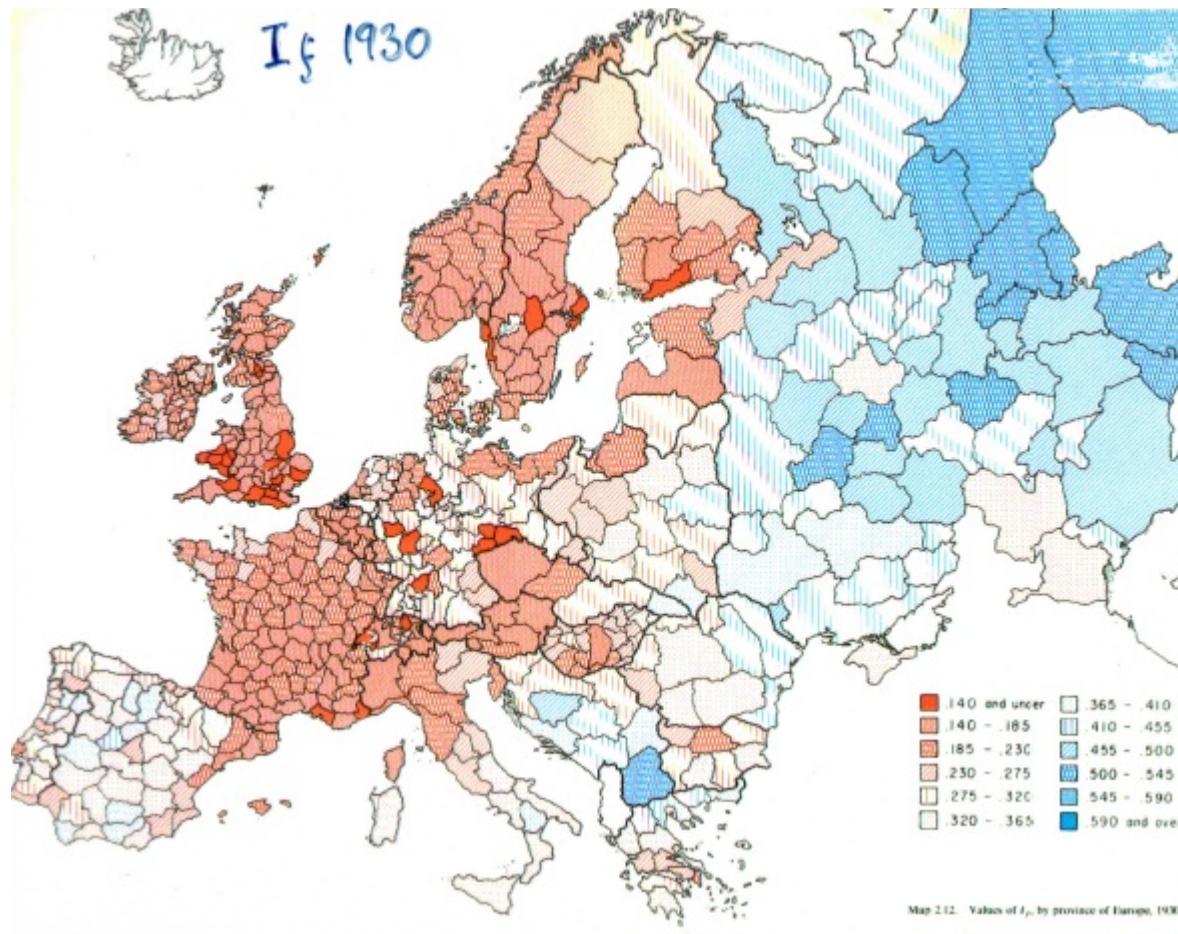 If 1930
.140 and under
.140 - .185
.185 - .230
.230 - .275
.275 - .320
.320 - .365
.365 - .410
.410 - .455
.455 - .500
.500 - .545
.545 - .590
.590 and ove
Map 2.12. Values of If, by province of Europe, 1930